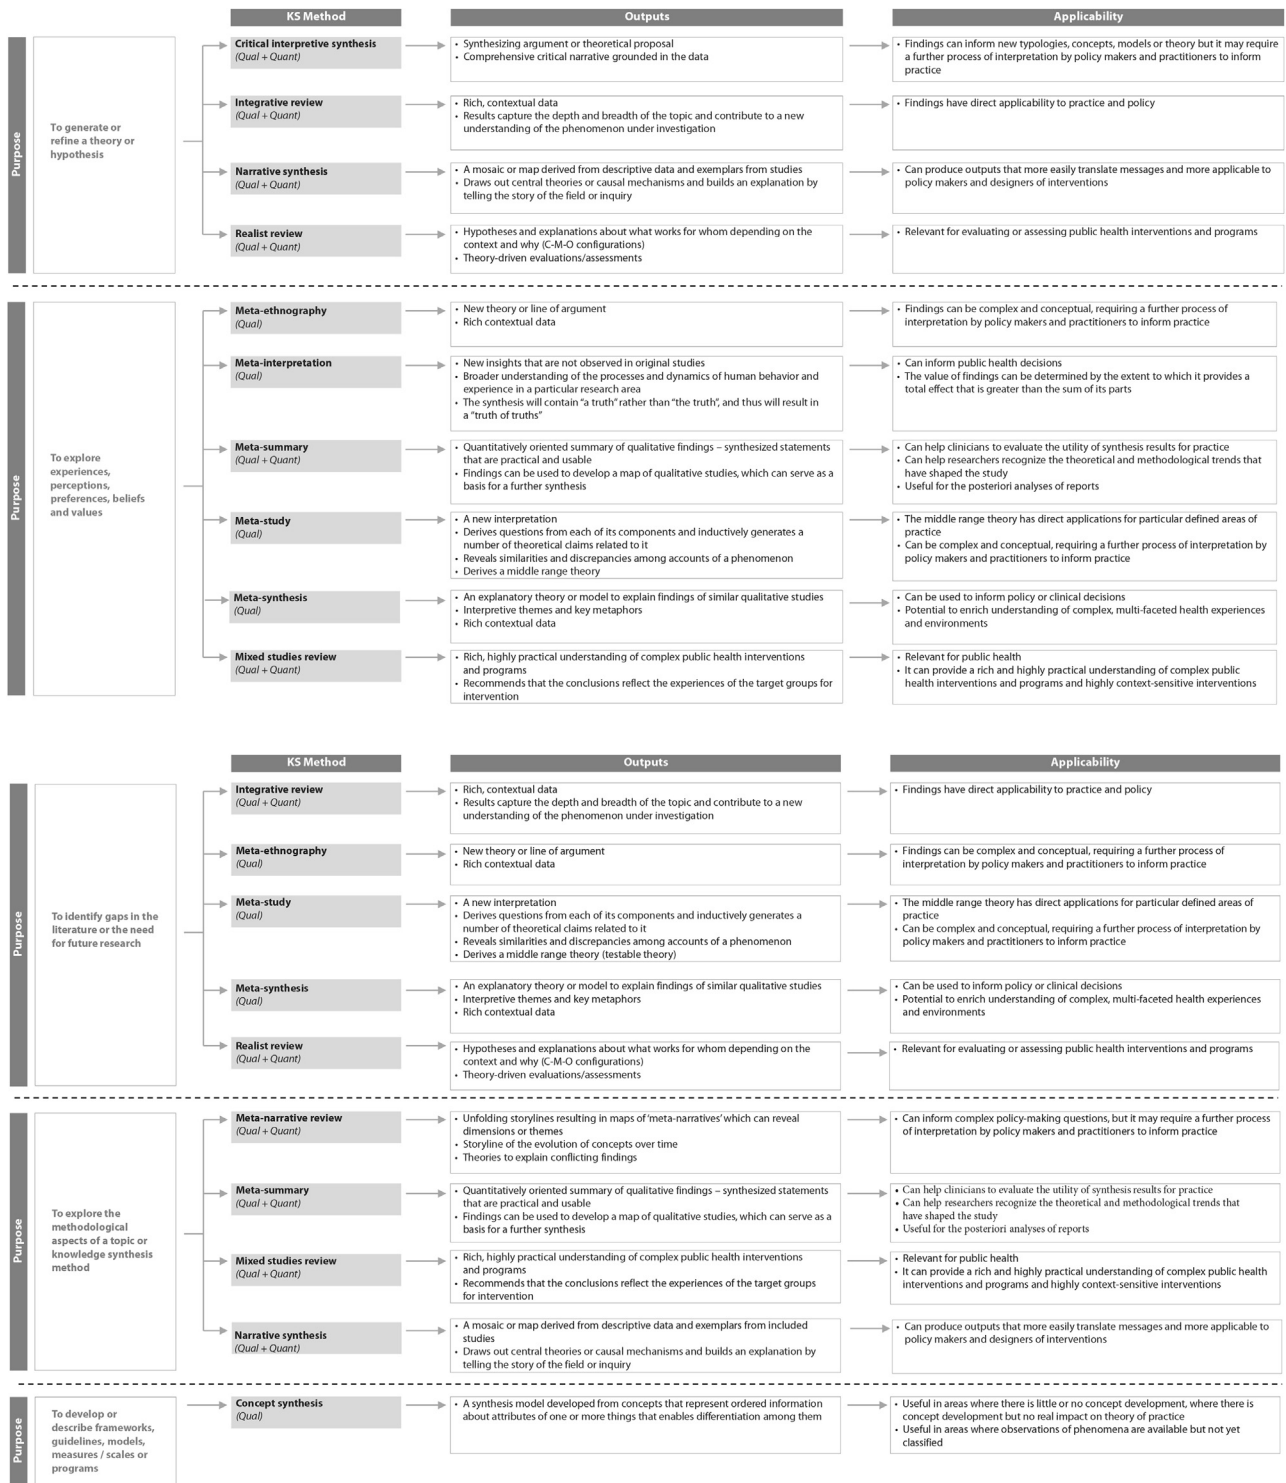 KS Method
Outputs
Applicability
Purpose
To generate or
refine a theory or
hypothesis
Critical interpretive synthesis
(Qual + Quant)
• Synthesizing argument or theoretical proposal
• Comprehensive critical narrative grounded in the data
• Findings can inform new typologies, concepts, models or theory but it may require
a further process of interpretation by policy makers and practitioners to inform
practice
Integrative review
(Qual + Quant)
• Rich, contextual data
• Results capture the depth and breadth of the topic and contribute to a new
understanding of the phenomenon under investigation
• Findings have direct applicability to practice and policy
Narrative synthesis
(Qual + Quant)
• A mosaic or map derived from descriptive data and exemplars from studies
• Draws out central theories or causal mechanisms and builds an explanation by
telling the story of the field or inquiry
• Can produce outputs that more easily translate messages and more applicable to
policy makers and designers of interventions
Realist review
(Qual + Quant)
• Hypotheses and explanations about what works for whom depending on the
context and why (C-M-O configurations)
• Theory-driven evaluations/assessments
• Relevant for evaluating or assessing public health interventions and programs
Purpose
To explore
experiences,
perceptions,
preferences, beliefs
and values
Meta-ethnography
(Qual)
• New theory or line of argument
• Rich contextual data
• Findings can be complex and conceptual, requiring a further process of
interpretation by policy makers and practitioners to inform practice
Meta-interpretation
(Qual)
• New insights that are not observed in original studies
• Broader understanding of the processes and dynamics of human behavior and
experience in a particular research area
• The synthesis will contain “a truth” rather than “the truth”, and thus will result in
a “truth of truths”
• Can inform public health decisions
• The value of findings can be determined by the extent to which it provides a
total effect that is greater than the sum of its parts
Meta-summary
(Qual + Quant)
• Quantitatively oriented summary of qualitative findings – synthesized statements
that are practical and usable
• Findings can be used to develop a map of qualitative studies, which can serve as a
basis for a further synthesis
• Can help clinicians to evaluate the utility of synthesis results for practice
• Can help researchers recognize the theoretical and methodological trends that
have shaped the study
• Useful for the posteriori analyses of reports
Meta-study
(Qual)
• A new interpretation
• Derives questions from each of its components and inductively generates a
number of theoretical claims related to it
• Reveals similarities and discrepancies among accounts of a phenomenon
• Derives a middle range theory
• The middle range theory has direct applications for particular defined areas of
practice
• Can be complex and conceptual, requiring a further process of interpretation by
policy makers and practitioners to inform practice
Meta-synthesis
(Qual)
• An explanatory theory or model to explain findings of similar qualitative studies
• Interpretive themes and key metaphors
• Rich contextual data
• Can be used to inform policy or clinical decisions
• Potential to enrich understanding of complex, multi-faceted health experiences
and environments
Mixed studies review
(Qual + Quant)
• Rich, highly practical understanding of complex public health interventions
and programs
• Recommends that the conclusions reflect the experiences of the target groups for
intervention
• Relevant for public health
• It can provide a rich and highly practical understanding of complex public
health interventions and programs and highly context-sensitive interventions
KS Method
Outputs
Applicability
Purpose
To identify gaps in the
literature or the need
for future research
Integrative review
(Qual + Quant)
• Rich, contextual data
• Results capture the depth and breadth of the topic and contribute to a new
understanding of the phenomenon under investigation
• Findings have direct applicability to practice and policy
Meta-ethnography
(Qual)
• New theory or line of argument
• Rich contextual data
• Findings can be complex and conceptual, requiring a further process of
interpretation by policy makers and practitioners to inform practice
Meta-study
(Qual)
• A new interpretation
• Derives questions from each of its components and inductively generates a
number of theoretical claims related to it
• Reveals similarities and discrepancies among accounts of a phenomenon
• Derives a middle range theory (testable theory)
• The middle range theory has direct applications for particular defined areas of
practice
• Can be complex and conceptual, requiring a further process of interpretation by
policy makers and practitioners to inform practice
Meta-synthesis
(Qual)
• An explanatory theory or model to explain findings of similar qualitative studies
• Interpretive themes and key metaphors
• Rich contextual data
• Can be used to inform policy or clinical decisions
• Potential to enrich understanding of complex, multi-faceted health experiences
and environments
Realist review
(Qual + Quant)
• Hypotheses and explanations about what works for whom depending on the
context and why (C-M-O configurations)
• Theory-driven evaluations/assessments
• Relevant for evaluating or assessing public health interventions and programs
Purpose
To explore the
methodological
aspects of a topic or
knowledge synthesis
method
Meta-narrative review
(Qual + Quant)
• Unfolding storylines resulting in maps of ‘meta-narratives’ which can reveal
dimensions or themes
• Storyline of the evolution of concepts over time
• Theories to explain conflicting findings
• Can inform complex policy-making questions, but it may require a further process
of interpretation by policy makers and practitioners to inform practice
Meta-summary
(Qual + Quant)
• Quantitatively oriented summary of qualitative findings – synthesized statements
that are practical and usable
• Findings can be used to develop a map of qualitative studies, which can serve as a
basis for a further synthesis
• Can help clinicians to evaluate the utility of synthesis results for practice
• Can help researchers recognize the theoretical and methodological trends that
have shaped the study
• Useful for the posteriori analyses of reports
Mixed studies review
(Qual + Quant)
• Rich, highly practical understanding of complex public health interventions
and programs
• Recommends that the conclusions reflect the experiences of the target groups
for intervention
• Relevant for public health
• It can provide a rich and highly practical understanding of complex public health
interventions and programs and highly context-sensitive interventions
Narrative synthesis
(Qual + Quant)
• A mosaic or map derived from descriptive data and exemplars from included
studies
• Draws out central theories or causal mechanisms and builds an explanation by
telling the story of the field or inquiry
• Can produce outputs that more easily translate messages and more applicable to
policy makers and designers of interventions
Purpose
To develop or
describe frameworks,
guidelines, models,
measures / scales or
programs
Concept synthesis
(Qual)
• A synthesis model developed from concepts that represent ordered information
about attributes of one or more things that enables differentiation among them
• Useful in areas where there is little or no concept development, where there is
concept development but no real impact on theory of practice
• Useful in areas where observations of phenomena are available but not yet
classified